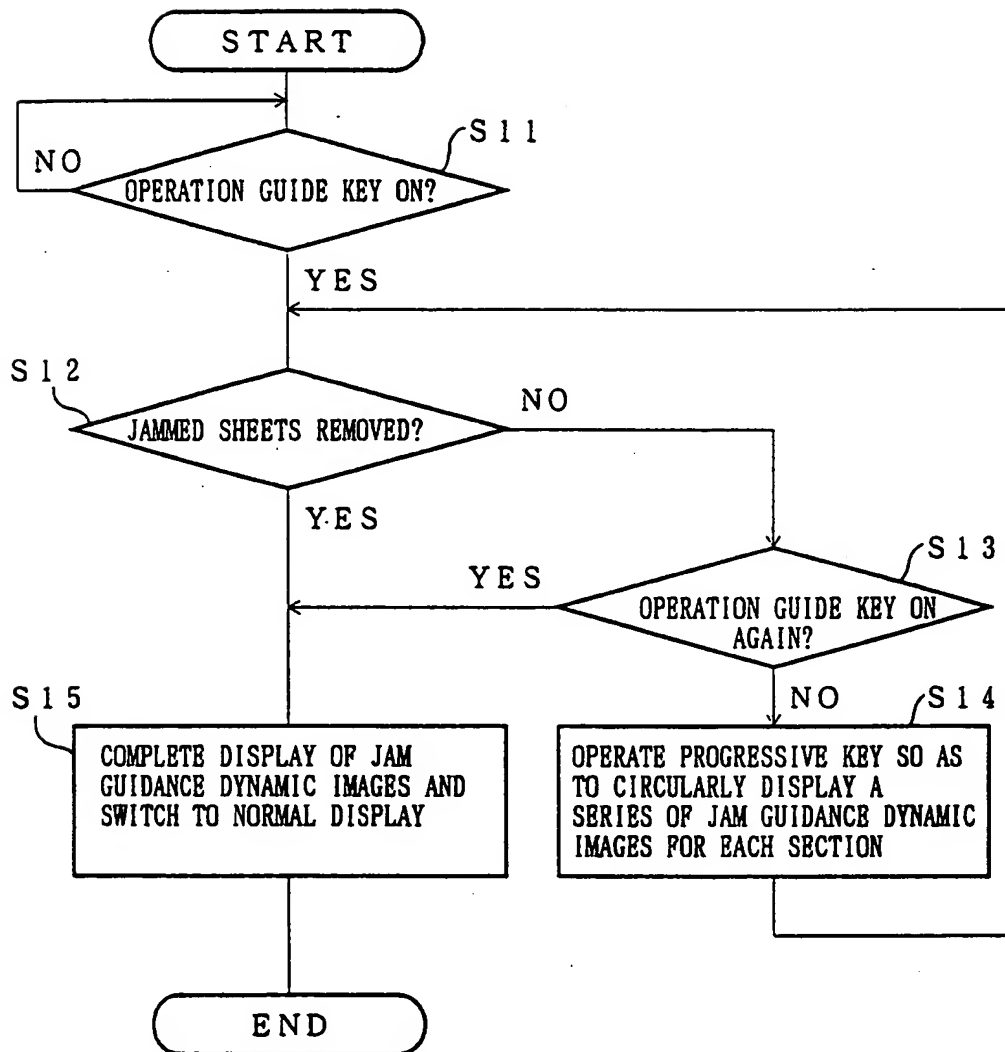 START
S11
NO
OPERATION GUIDE KEY ON?
YES
S12
NO
JAMMED SHEETS REMOVED?
YES
S13
YES
OPERATION GUIDE KEY ON
AGAIN?
S15
NO
S14
COMPLETE DISPLAY OF JAM
GUIDANCE DYNAMIC IMAGES AND
SWITCH TO NORMAL DISPLAY
OPERATE PROGRESSIVE KEY SO AS
TO CIRCULARLY DISPLAY A
SERIES OF JAM GUIDANCE DYNAMIC
IMAGES FOR EACH SECTION
END